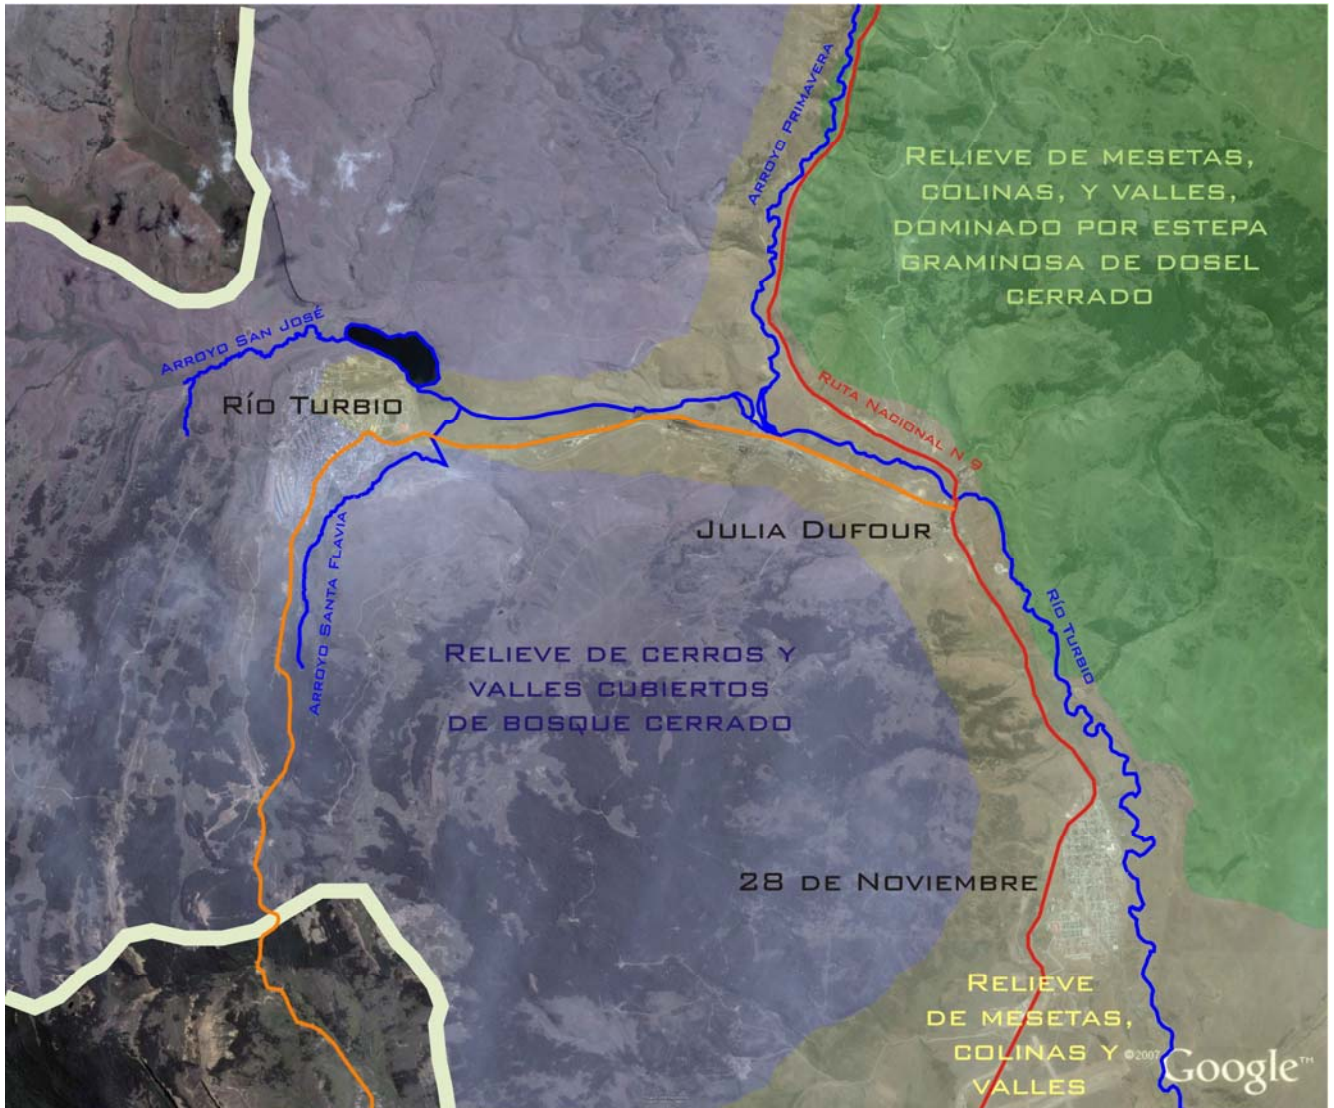 ARROYO PRIMAVERA
RELIEVE DE MESETAS,
COLINAS, Y VALLES,
DOMINADO POR ESTEPA
GRAMINOSA DE DOSEL
CERRADO
ARROYO SAN JOSÉ
RÍO TURBIO
RUTA NACIONAL N 9
JULIA DUFOUR
ARROYO SANTA FLAVIA
RÍO TURBIO
RELIEVE DE CERROS Y
VALLES CUBIERTOS
DE BOSQUE CERRADO
28 DE NOVIEMBRE
RELIEVE
DE MESETAS,
COLINAS Y
VALLES
©2007 Google™